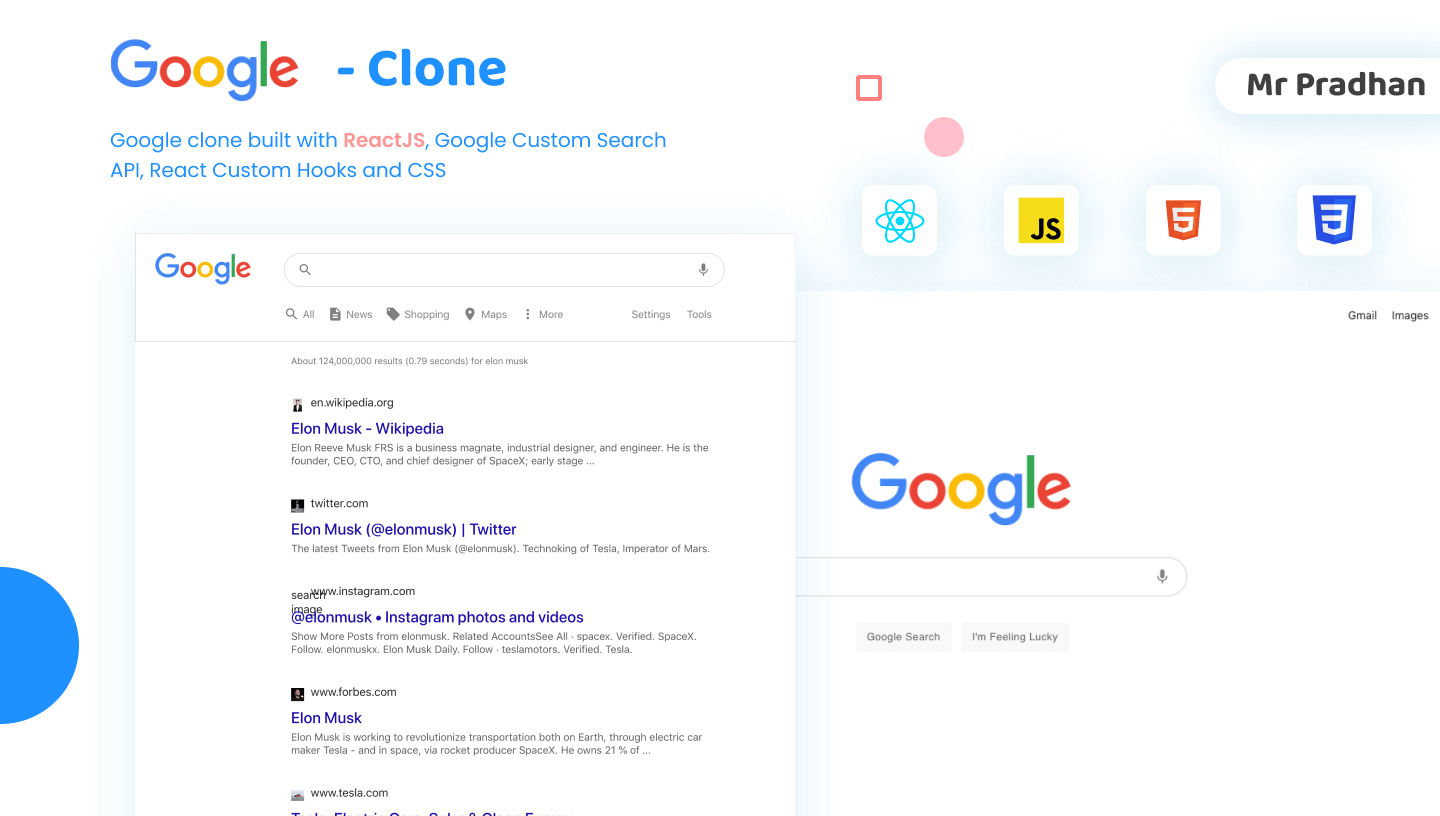 Google - Clone
Mr Pradhan
Google clone built with ReactJS, Google Custom Search
API, React Custom Hooks and CSS
JS
5
3
Google
All News Shopping Maps More Settings Tools
About 124,000,000 results (0.79 seconds) for elon musk
en.wikipedia.org
Elon Musk - Wikipedia
Elon Reeve Musk FRS is a business magnate, industrial designer, and engineer. He is the
founder, CEO, CTO, and chief designer of SpaceX; early stage ...
twitter.com
Elon Musk (@elonmusk) | Twitter
The latest Tweets from Elon Musk (@elonmusk). Technoking of Tesla, Imperator of Mars.
search
image
www.instagram.com
@elonmusk • Instagram photos and videos
Show More Posts from elonmusk. Related AccountsSee All · spacex. Verified. SpaceX.
Follow. elonmuskx. Elon Musk Daily. Follow · teslamotors. Verified. Tesla.
www.forbes.com
Elon Musk
Elon Musk is working to revolutionize transportation both on Earth, through electric car
maker Tesla - and in space, via rocket producer SpaceX. He owns 21 % of ...
www.tesla.com
Tesla: Electric Cars, Solar & Clean Energy
Gmail Images
Google
Google Search I'm Feeling Lucky